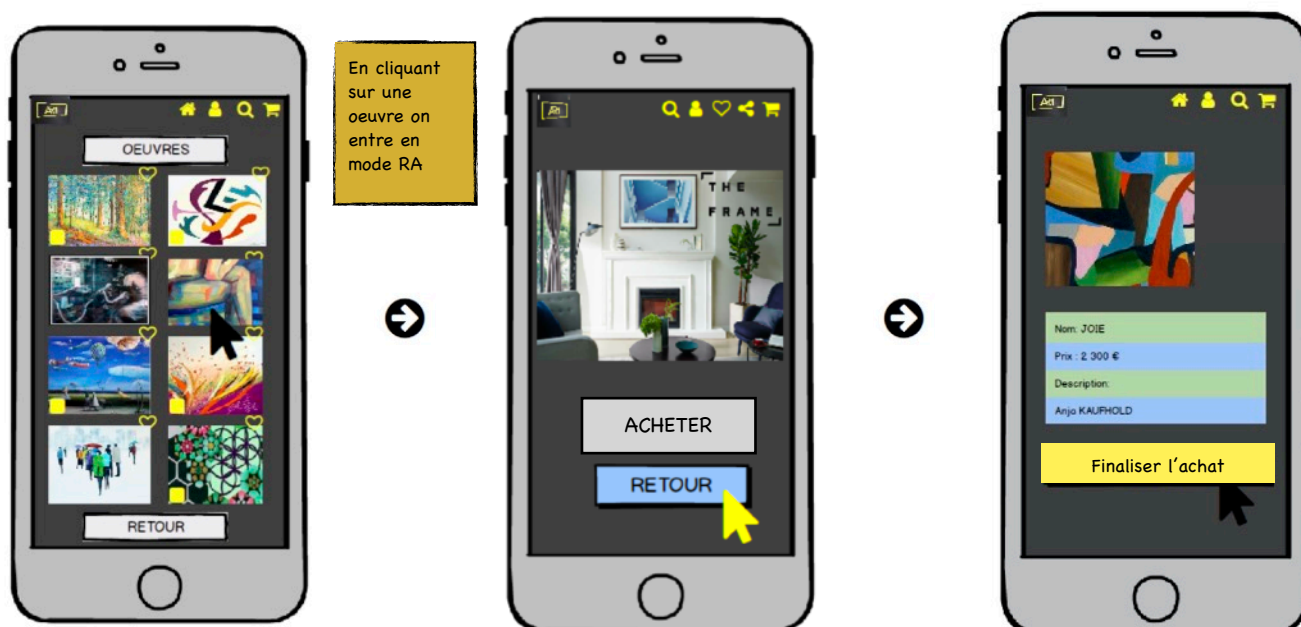 OEUVRES
RETOUR
En cliquant
sur une
oeuvre on
entre en
mode RA
THE
FRAME
ACHETER
RETOUR
Nom: JOIE
Prix : 2 300 €
Description:
Anjo KAUFHOLD
Finaliser l'achat